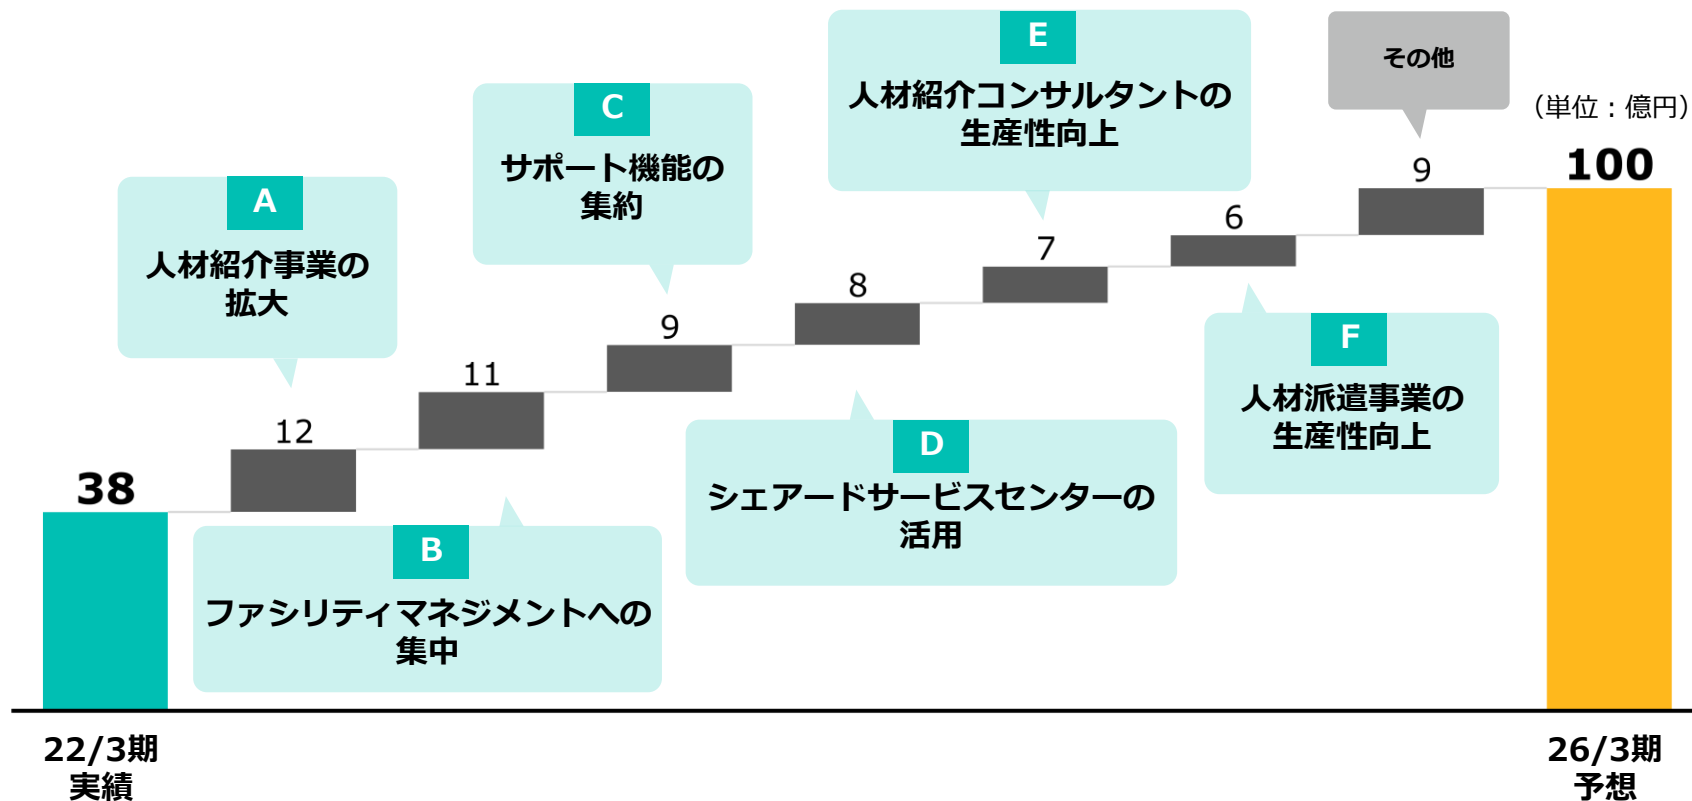 (単位：億円)
A
人材紹介事業の
拡大
B
ファシリティマネジメントへの
集中
C
サポート機能の
集約
D
シェアードサービスセンターの
活用
E
人材紹介コンサルタントの
生産性向上
F
人材派遣事業の
生産性向上
その他
38
12
11
9
8
7
6
9
100
22/3期
実績
26/3期
予想